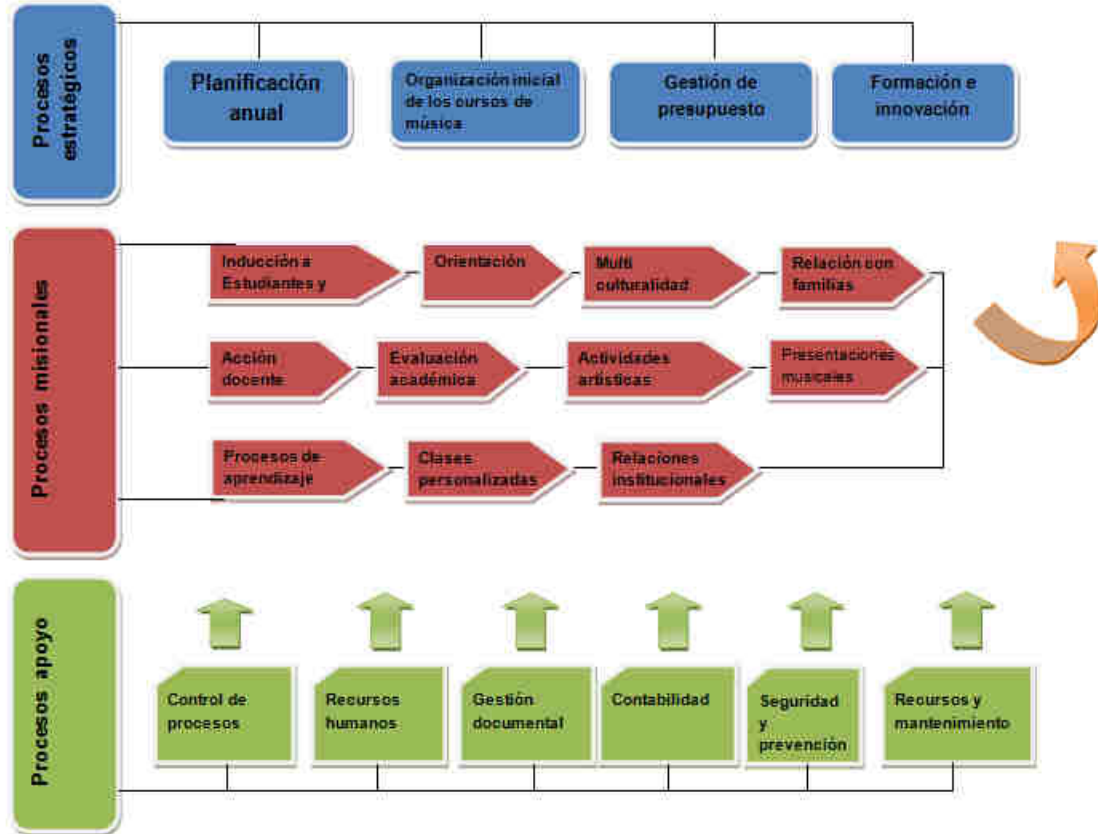 Procesos
estratégicos
Planificación
anual
Organización inicial
de los cursos de
música
Gestión de
presupuesto
Formación e
innovación
Procesos misionales
Inducción a
Estudiantes y
Orientación
Multi
culturalidad
Relación con
familias
Acción
docente
Evaluación
académica
Actividades
artísticas
Presentaciones
musicales
Procesos de
aprendizaje
Clases
personalizadas
Relaciones
institucionales
Procesos apoyo
Control de
procesos
Recursos
humanos
Gestión
documental
Contabilidad
Seguridad
y
prevención
Recursos y
mantenimiento